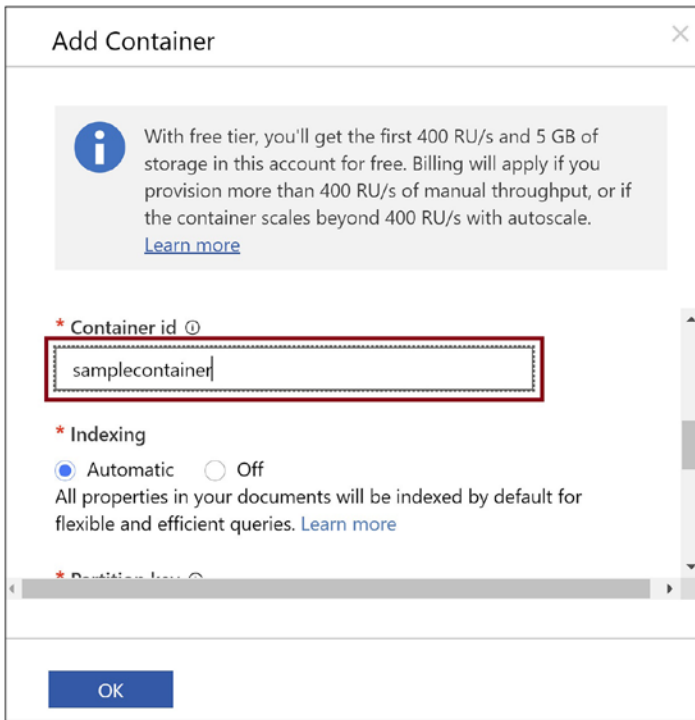 Add Container
With free tier, you'll get the first 400 RU/s and 5 GB of
storage in this account for free. Billing will apply if you
provision more than 400 RU/s of manual throughput, or if
the container scales beyond 400 RU/s with autoscale.
Learn more
* Container id
samplecontainer
* Indexing
Automatic Off
All properties in your documents will be indexed by default for
flexible and efficient queries. Learn more
* Partition key
OK